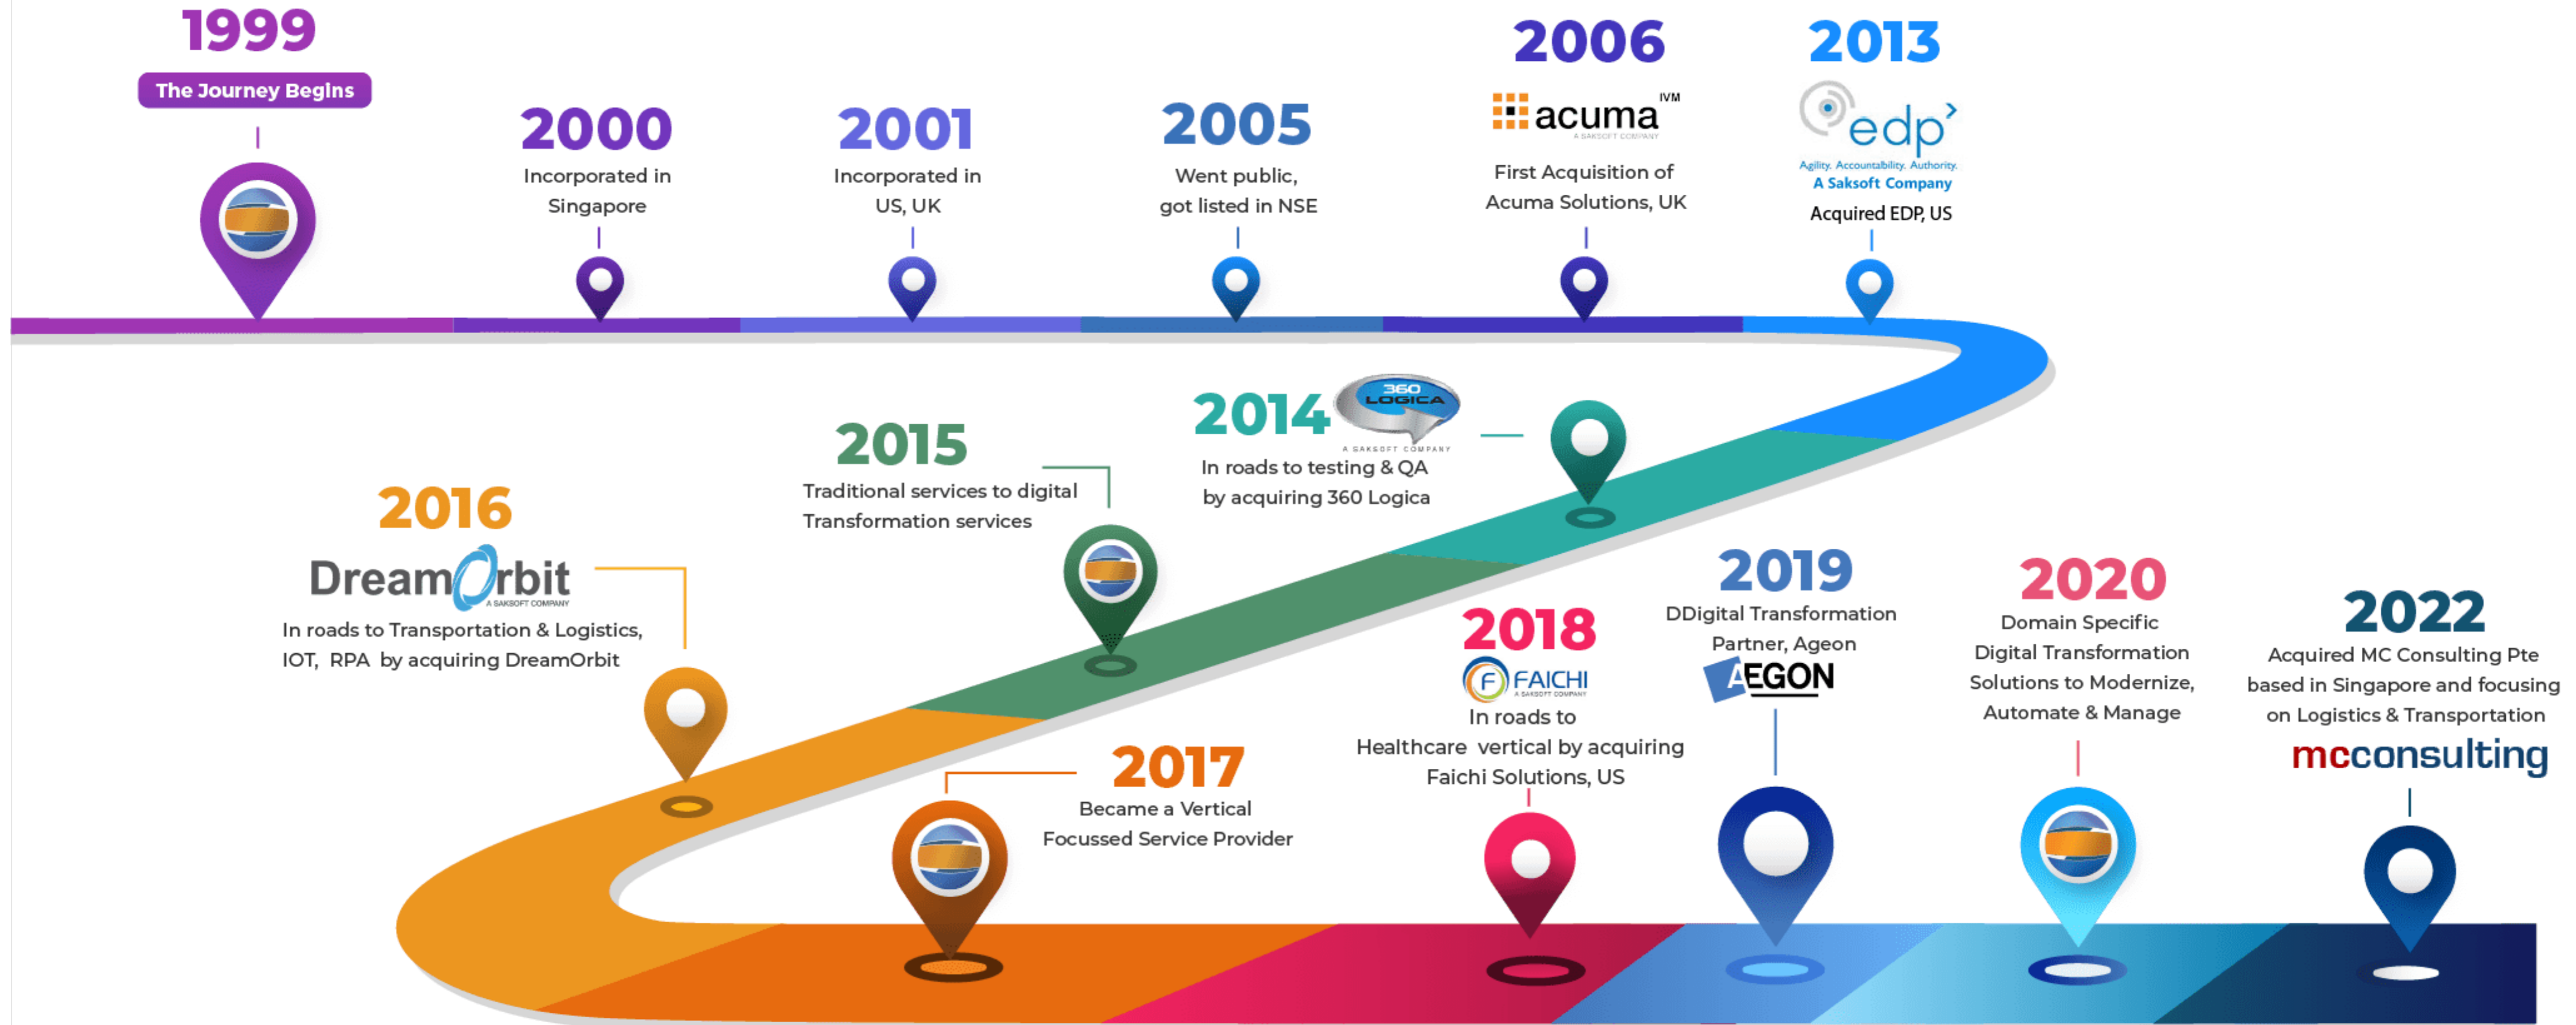 1999
The Journey Begins
2000
Incorporated in
Singapore
2001
Incorporated in
US, UK
2005
Went public,
got listed in NSE
2006
acuma IVM
A SAKSOFT COMPANY
First Acquisition of
Acuma Solutions, UK
2013
edp
Agility. Accountability. Authority.
A Saksoft Company
Acquired EDP, US
2014
360
LOGICA
A SAKSOFT COMPANY
In roads to testing & QA
by acquiring 360 Logica
2015
Traditional services to digital
Transformation services
2016
DreamOrbit
A SAKSOFT COMPANY
In roads to Transportation & Logistics,
IOT, RPA by acquiring DreamOrbit
2017
Became a Vertical
Focussed Service Provider
2018
F FAICHI
A SAKSOFT COMPANY
In roads to
Healthcare vertical by acquiring
Faichi Solutions, US
2019
DDigital Transformation
Partner, Ageon
AEGON
2020
Domain Specific
Digital Transformation
Solutions to Modernize,
Automate & Manage
2022
Acquired MC Consulting Pte
based in Singapore and focusing
on Logistics & Transportation
mcconsulting